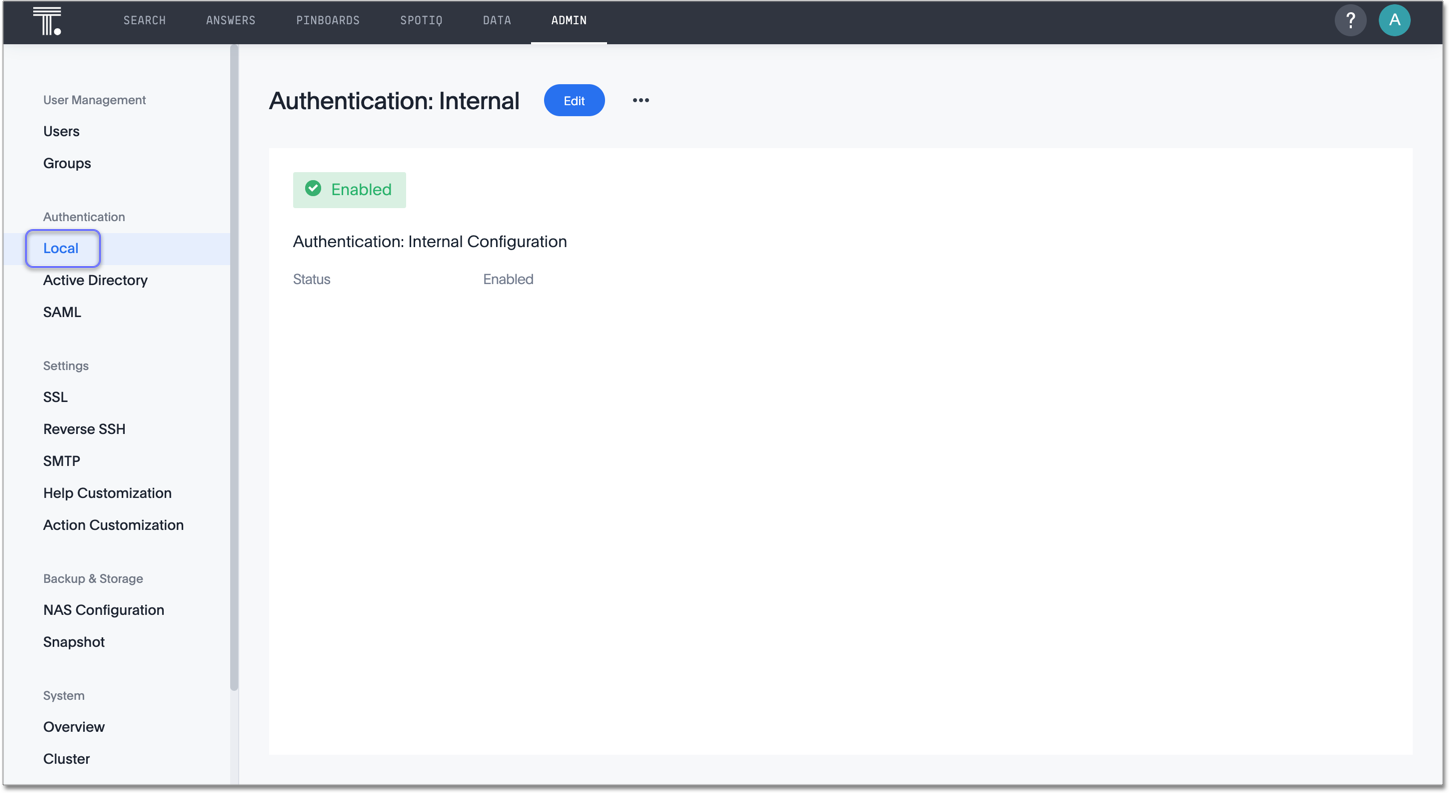 T. SEARCH ANSWERS PINBOARDS SPOTIQ DATA ADMIN ? A
User Management
Users
Groups
Authentication
Local
Active Directory
SAML
Settings
SSL
Reverse SSH
SMTP
Help Customization
Action Customization
Backup & Storage
NAS Configuration
Snapshot
System
Overview
Cluster
Authentication: Internal Edit •••
Enabled
Authentication: Internal Configuration
Status Enabled